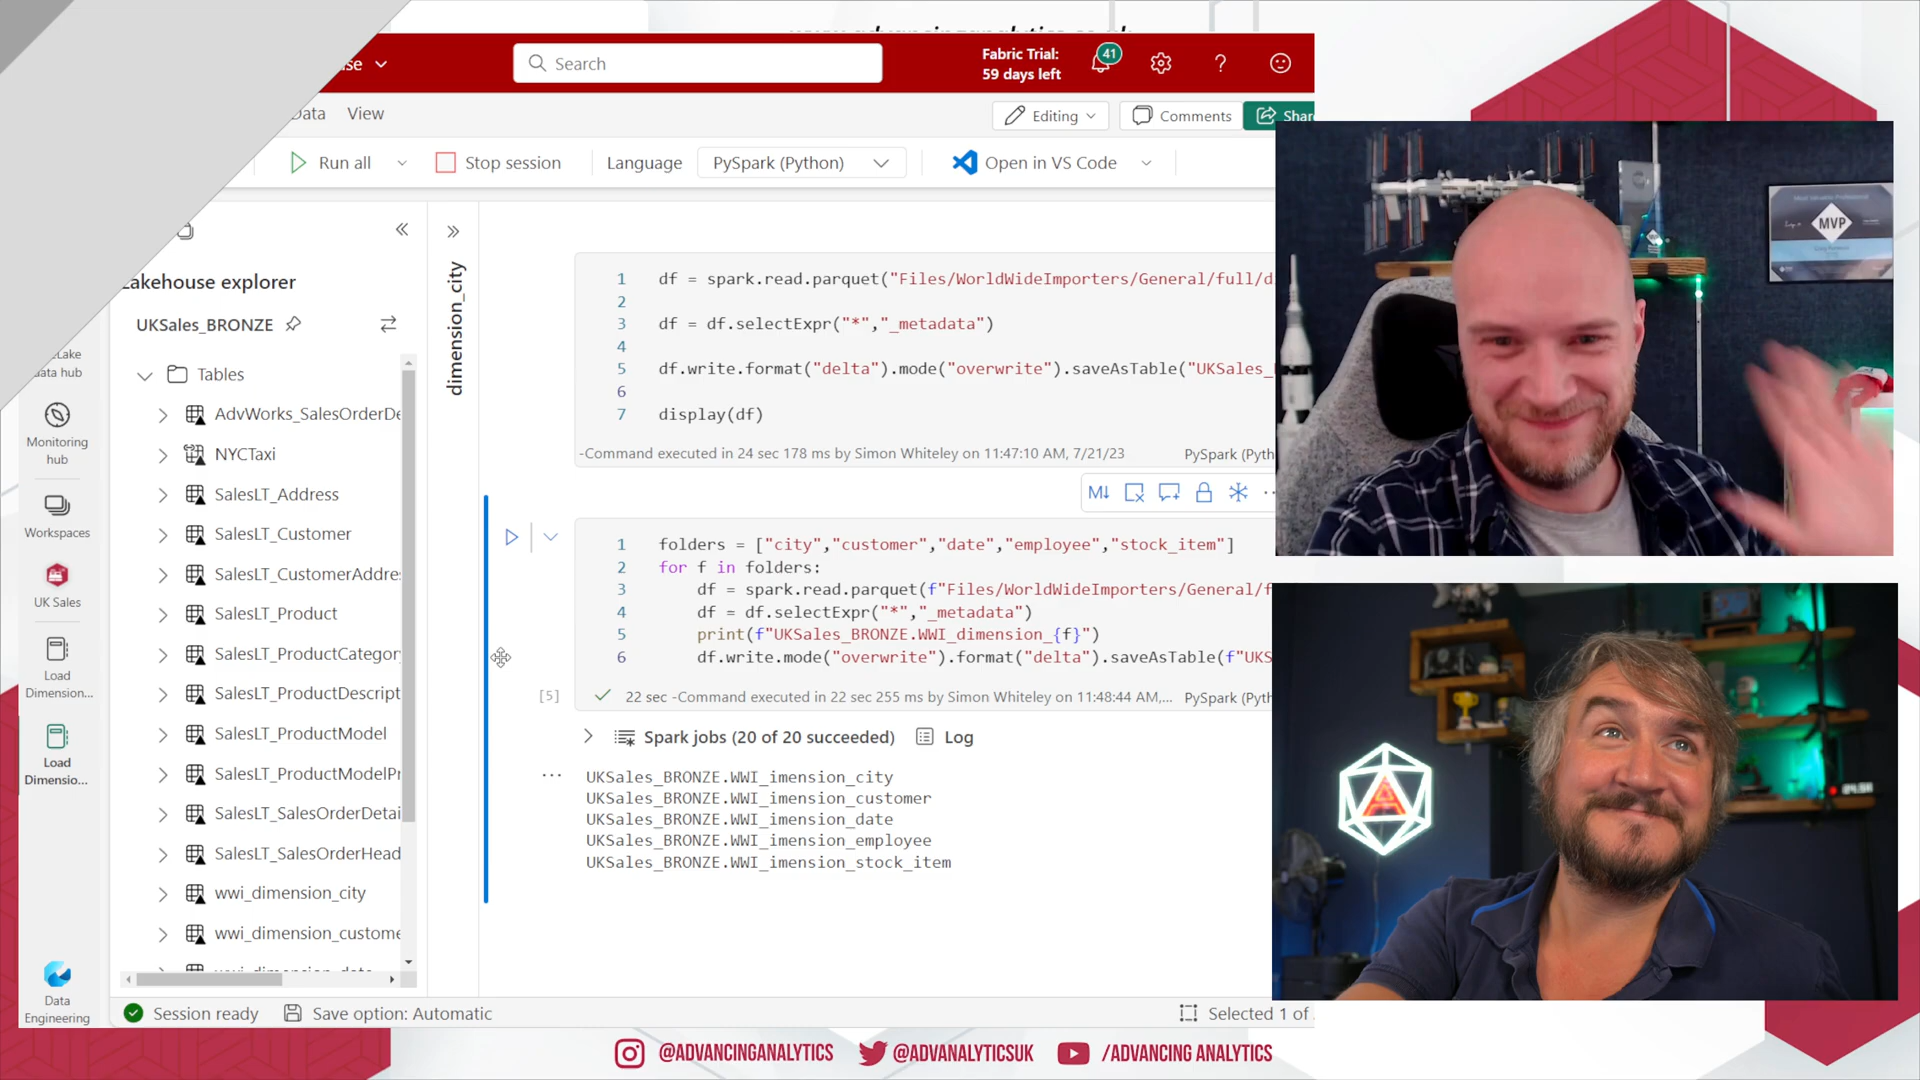 www.advancinganalytics.co.uk
Search
Fabric Trial:
59 days left
41
View
Editing
Comments
Run all
Stop session
Language
PySpark (Python)
Open in VS Code
MVP
Lakehouse explorer
UKSales_BRONZE
Tables
AdvWorks_SalesOrderDe
NYCTaxi
SalesLT_Address
SalesLT_Customer
SalesLT_CustomerAddre
SalesLT_Product
SalesLT_ProductCategor
SalesLT_ProductDescript
SalesLT_ProductModel
SalesLT_ProductModelPr
SalesLT_SalesOrderDetai
SalesLT_SalesOrderHead
wwi_dimension_city
wwi_dimension_custome
data hub
Monitoring
hub
Workspaces
UK Sales
Load
Dimension...
Load
Dimensio...
Data
Engineering
dimension_city
1 df = spark.read.parquet("Files/WorldWideImporters/General/full/d
2
3 df = df.selectExpr("*","_metadata")
4
5 df.write.format("delta").mode("overwrite").saveAsTable("UKSales_
6
7 display(df)
-Command executed in 24 sec 178 ms by Simon Whiteley on 11:47:10 AM, 7/21/23
PySpark (Pyth
M↓
1 folders = ["city","customer","date","employee","stock_item"]
2 for f in folders:
3 df = spark.read.parquet(f"Files/WorldWideImporters/General/f
4 df = df.selectExpr("*","_metadata")
5 print(f"UKSales_BRONZE.WWI_dimension_{f}")
6 df.write.mode("overwrite").format("delta").saveAsTable(f"UKS
[5]
22 sec -Command executed in 22 sec 255 ms by Simon Whiteley on 11:48:44 AM,...
PySpark (Pyth
Spark jobs (20 of 20 succeeded)
Log
UKSales_BRONZE.WWI_imension_city
UKSales_BRONZE.WWI_imension_customer
UKSales_BRONZE.WWI_imension_date
UKSales_BRONZE.WWI_imension_employee
UKSales_BRONZE.WWI_imension_stock_item
Session ready
Save option: Automatic
Selected 1 of
@ADVANCINGANALYTICS
@ADVANALYTICSUK
/ADVANCING ANALYTICS